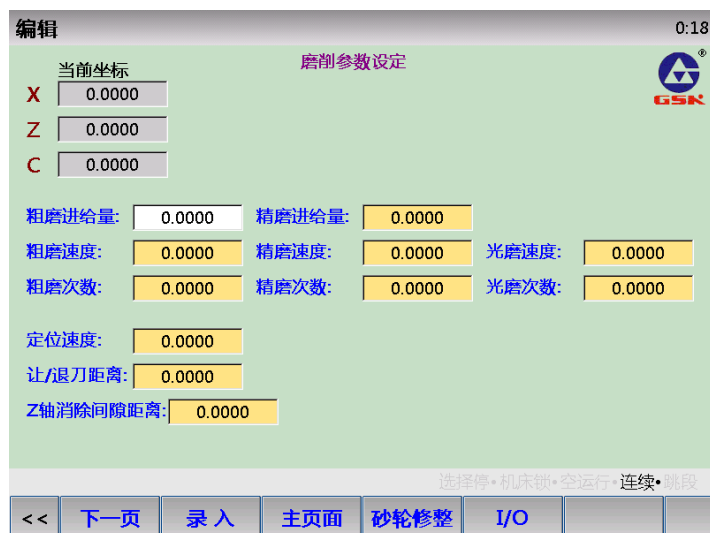 编辑 0:18
磨削参数设定
®
GSK
当前坐标
X 0.0000
Z 0.0000
C 0.0000
粗磨进给量: 0.0000 精磨进给量: 0.0000
粗磨速度: 0.0000 精磨速度: 0.0000 光磨速度: 0.0000
粗磨次数: 0.0000 精磨次数: 0.0000 光磨次数: 0.0000
定位速度: 0.0000
让/退刀距离: 0.0000
Z轴消除间隙距离: 0.0000
选择停•机床锁•空运行•连续•跳段
<< 下一页 录入 主页面 砂轮修整 I/O